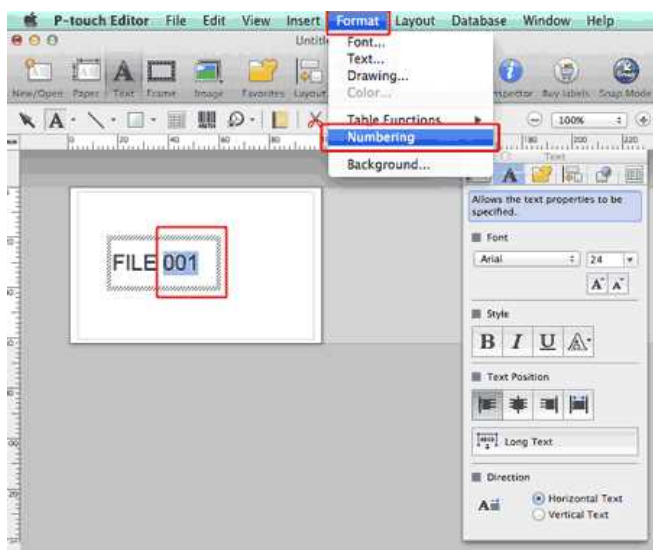 P-touch Editor File Edit View Insert Format Layout Database Window Help
Font...
Text...
Drawing...
Color...
Table Functions
Numbering
Background...
New/Open Paper Text Frame Image Favorites Layout
Buy labels Snap Mode
100%
Text
Allows the text properties to be
specified.
Font
Arial 24
Style
B I U A
Text Position
Long Text
Direction
Horizontal Text
Vertical Text
FILE 001